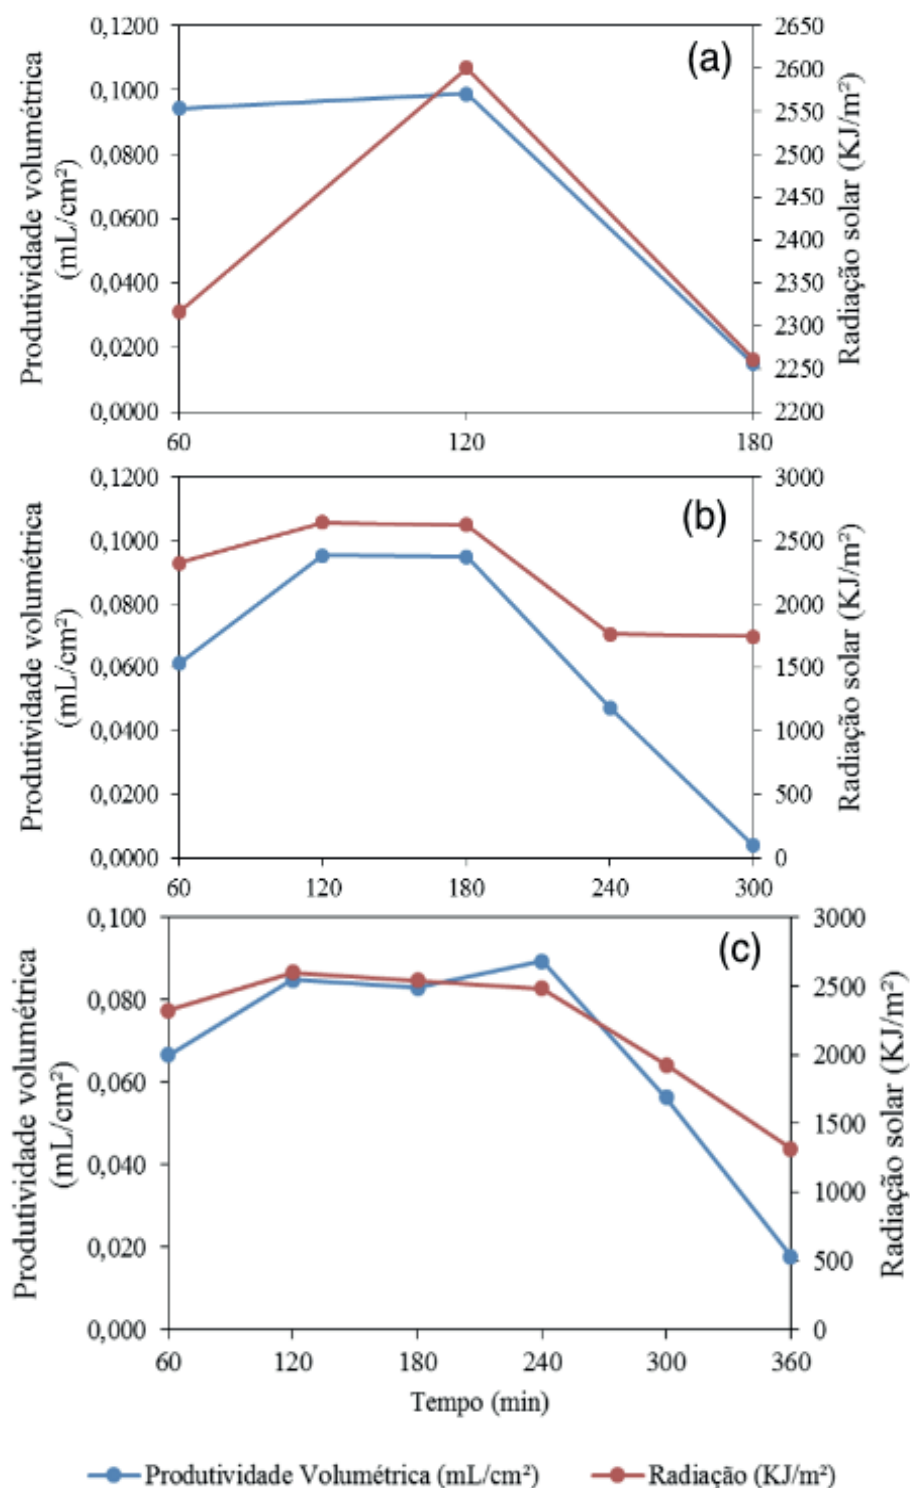 (a)
Produtividade volumétrica
(mL/cm²)
0,1200
0,1000
0,0800
0,0600
0,0400
0,0200
0,0000
2650
2600
2550
2500
2450
2400
2350
2300
2250
2200
Radiação solar (KJ/m²)
60 120 180
(b)
Produtividade volumétrica
(mL/cm²)
0,1200
0,1000
0,0800
0,0600
0,0400
0,0200
0,0000
3000
2500
2000
1500
1000
500
0
Radiação solar (KJ/m²)
60 120 180 240 300
(c)
Produtividade volumétrica
(mL/cm²)
0,100
0,080
0,060
0,040
0,020
0,000
3000
2500
2000
1500
1000
500
0
Radiação solar (KJ/m²)
60 120 180 240 300 360
Tempo (min)
Produtividade Volumétrica (mL/cm²) Radiação (KJ/m²)